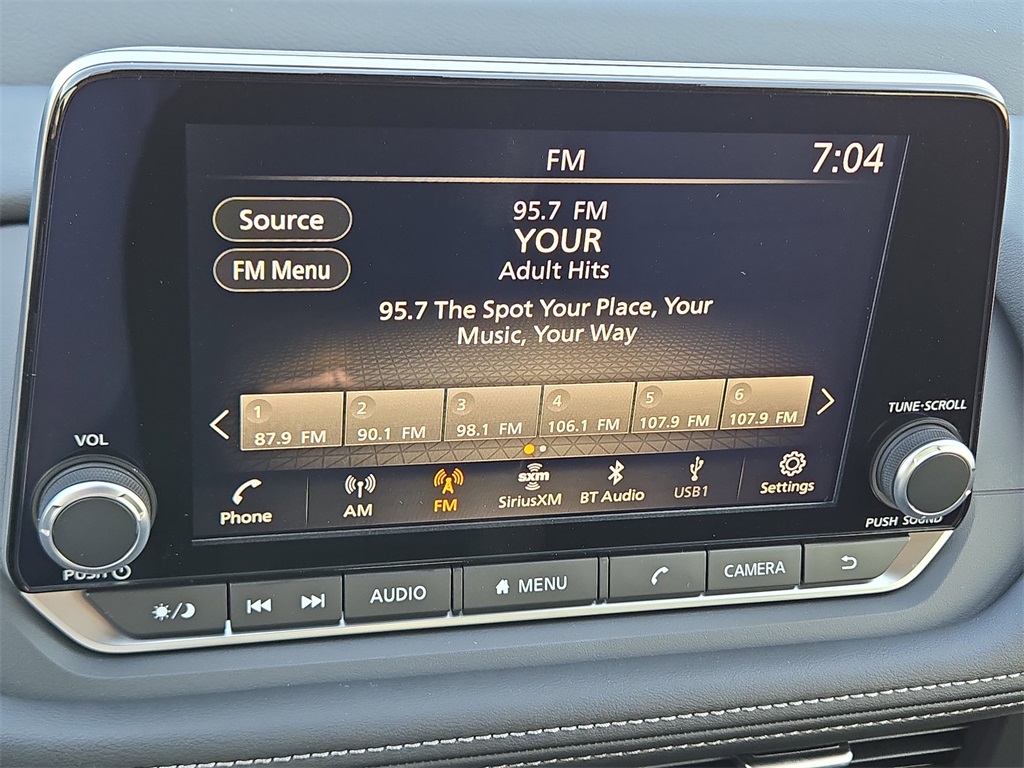 FM
7:04
Source
FM Menu
95.7 FM
YOUR
Adult Hits
95.7 The Spot Your Place, Your
Music, Your Way
1
87.9 FM
2
90.1 FM
3
98.1 FM
4
106.1 FM
5
107.9 FM
6
107.9 FM
VOL
PUSH
TUNE·SCROLL
PUSH SOUND
Phone
AM
FM
sxm
SiriusXM
BT Audio
USB1
Settings
AUDIO
MENU
CAMERA